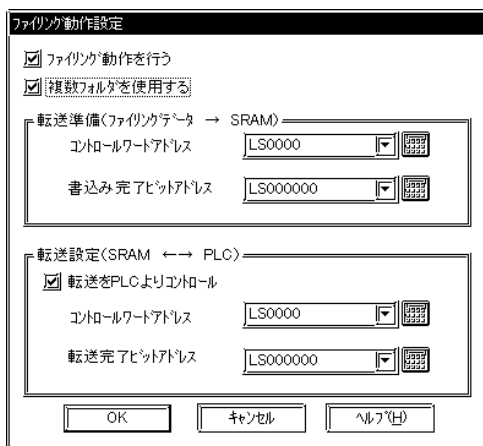 ﾌｧｲﾘﾝｸﾞ動作設定
ﾌｧｲﾘﾝｸﾞ動作を行う
複数ﾌｫﾙﾀﾞを使用する
転送準備(ﾌｧｲﾘﾝｸﾞﾃﾞｰﾀ → SRAM)
ｺﾝﾄﾛｰﾙﾜｰﾄﾞｱﾄﾞﾚｽ LS0000
書込み完了ﾋﾞｯﾄｱﾄﾞﾚｽ LS000000
転送設定(SRAM ←→ PLC)
転送をPLCよりｺﾝﾄﾛｰﾙ
ｺﾝﾄﾛｰﾙﾜｰﾄﾞｱﾄﾞﾚｽ LS0000
転送完了ﾋﾞｯﾄｱﾄﾞﾚｽ LS000000
OK ｷｬﾝｾﾙ ﾍﾙﾌﾟ(H)